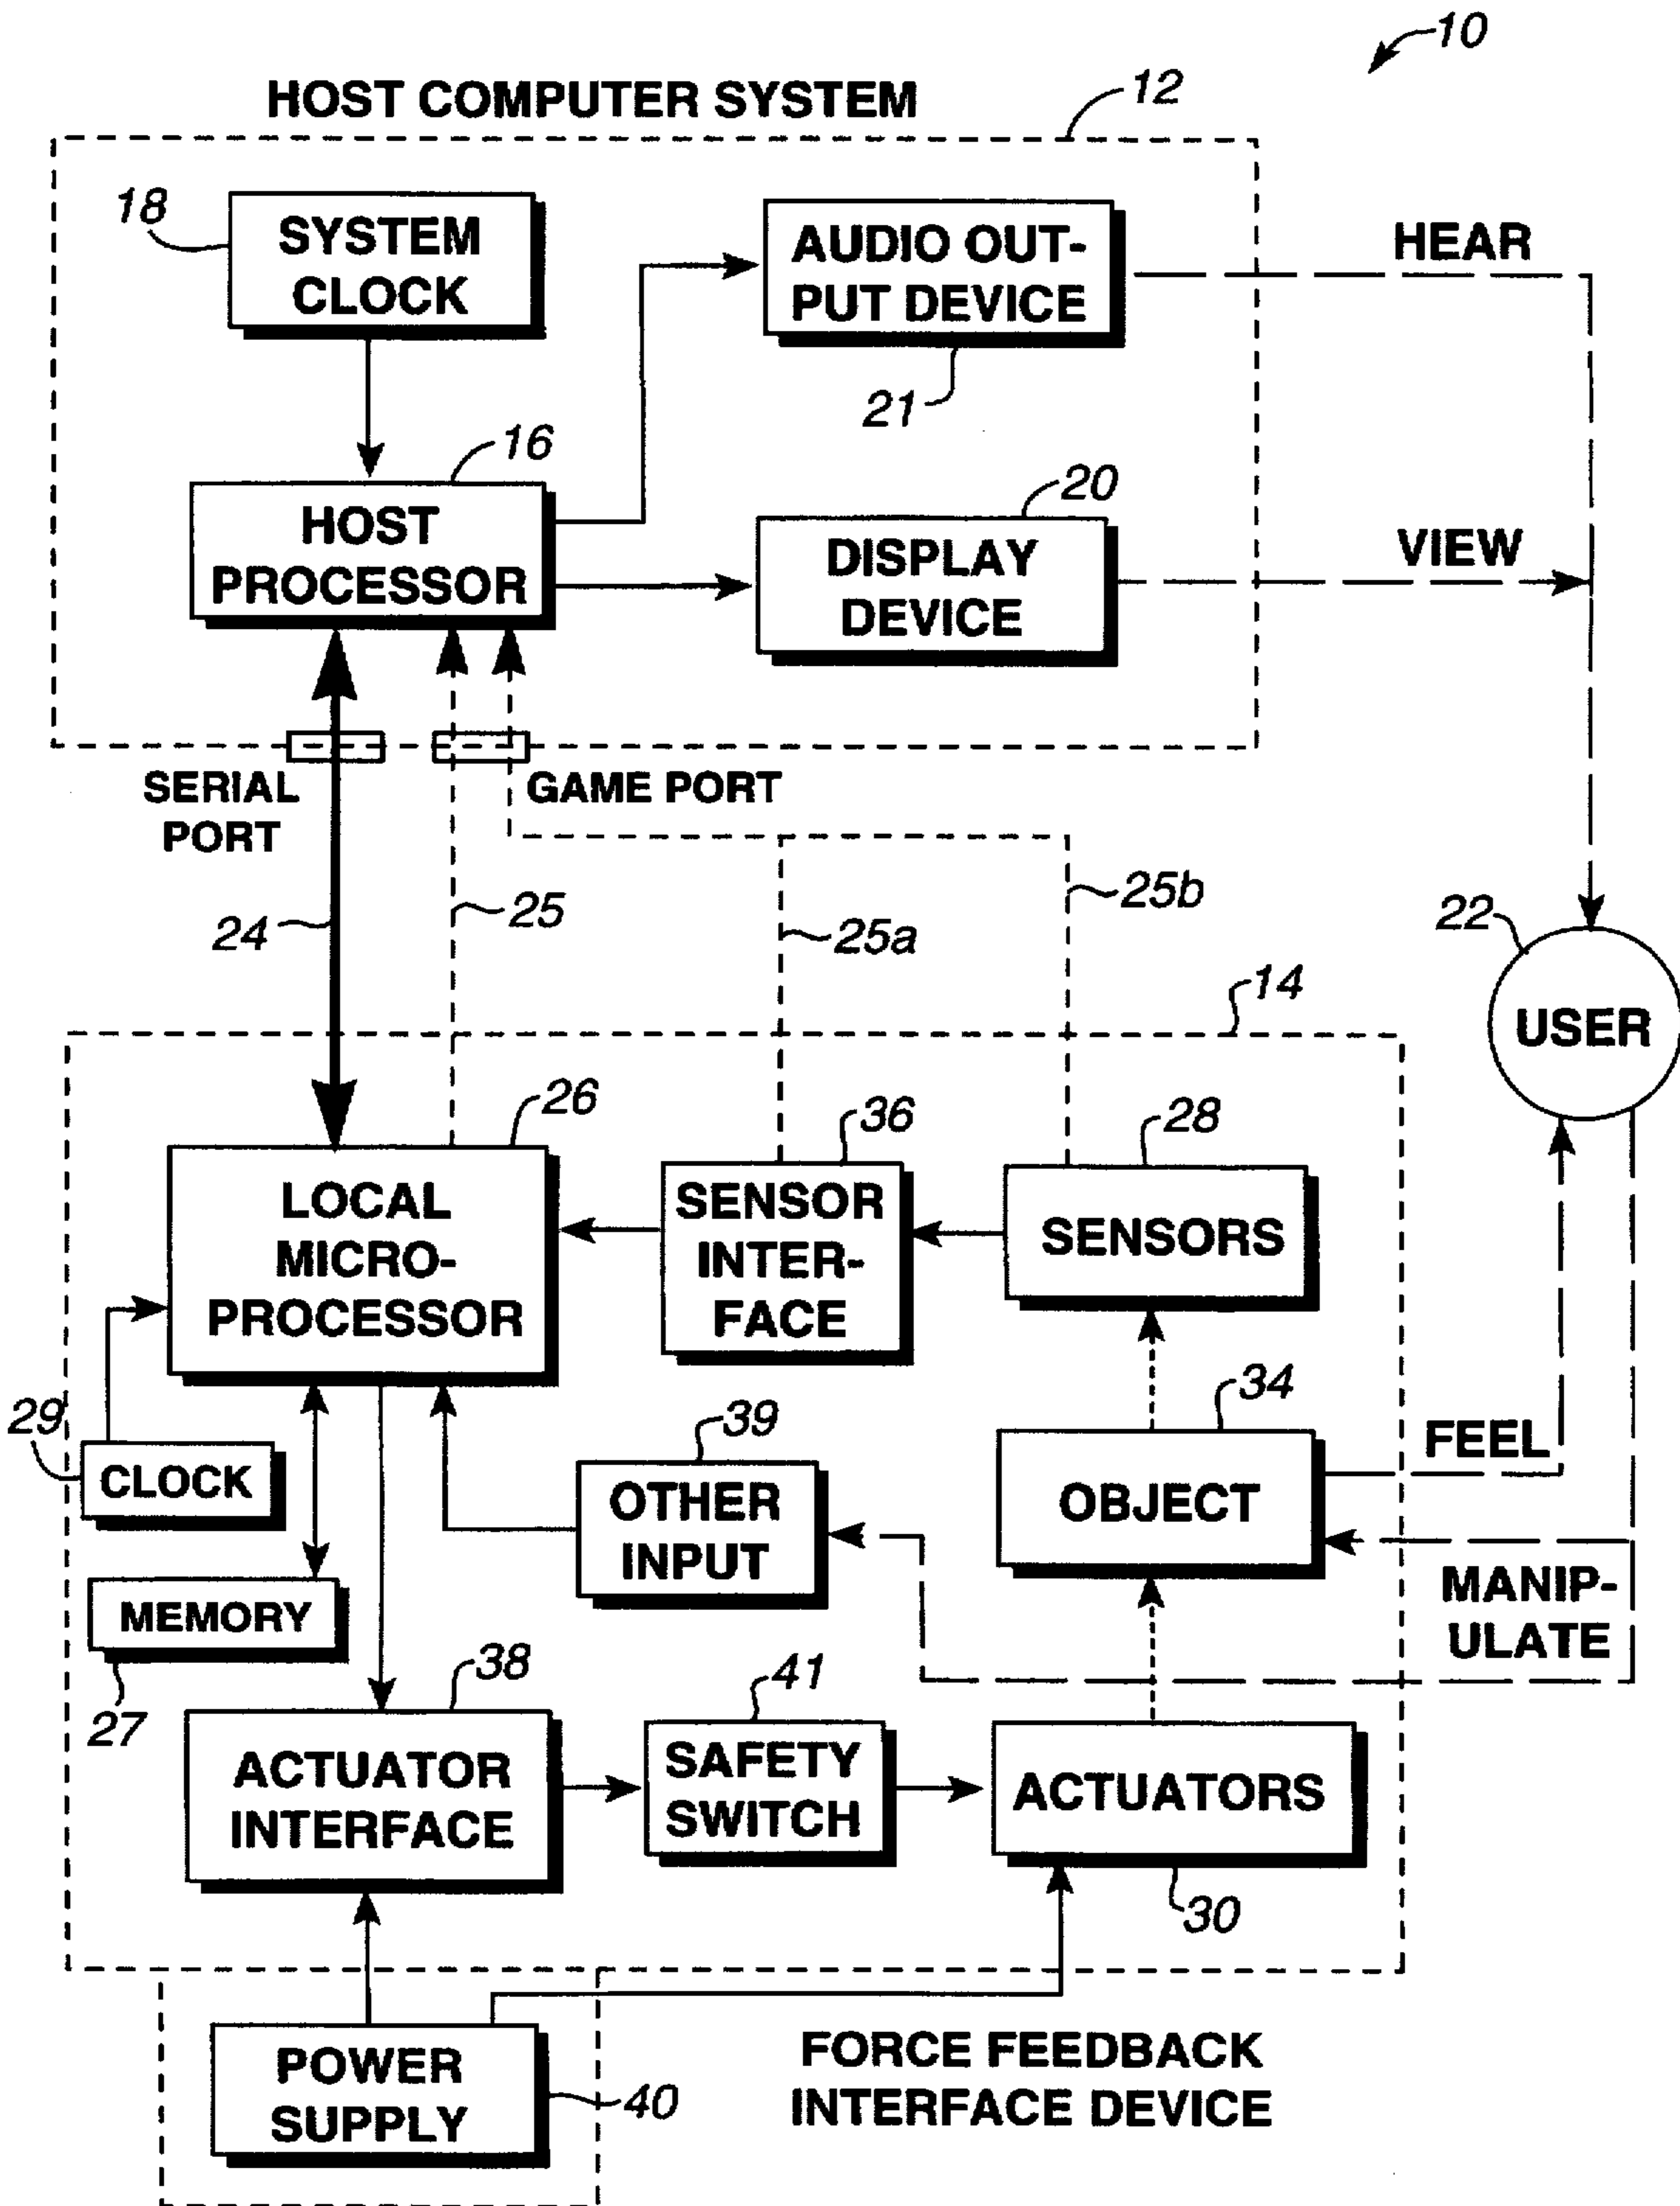 10
HOST COMPUTER SYSTEM
12
18
SYSTEM
CLOCK
AUDIO OUT-
PUT DEVICE
21
HEAR
16
HOST
PROCESSOR
20
DISPLAY
DEVICE
VIEW
SERIAL
PORT
GAME PORT
24
25
25a
25b
22
USER
14
26
LOCAL
MICRO-
PROCESSOR
36
SENSOR
INTER-
FACE
28
SENSORS
29
CLOCK
39
OTHER
INPUT
34
OBJECT
FEEL
MANIP-
ULATE
MEMORY
27
38
ACTUATOR
INTERFACE
41
SAFETY
SWITCH
ACTUATORS
30
POWER
SUPPLY
40
FORCE FEEDBACK
INTERFACE DEVICE